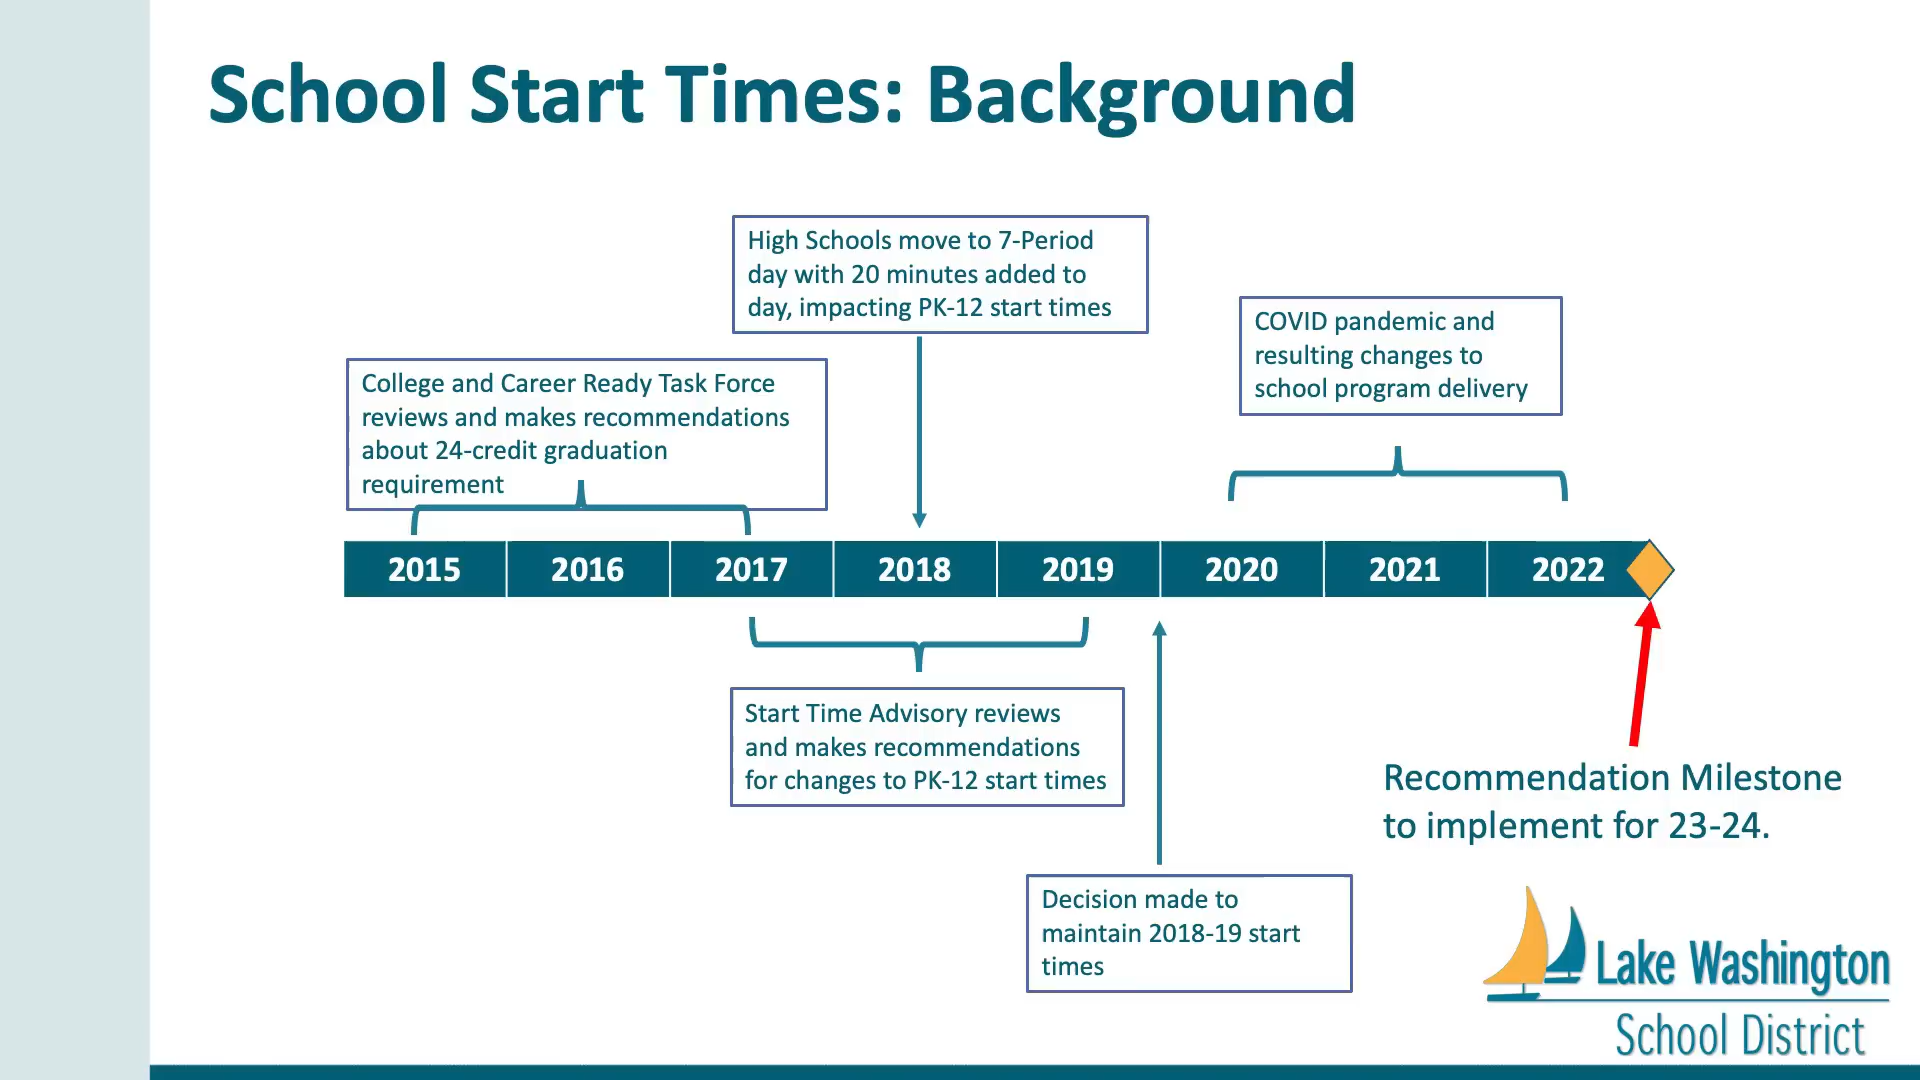 School Start Times: Background
High Schools move to 7-Period
day with 20 minutes added to
day, impacting PK-12 start times
COVID pandemic and
resulting changes to
school program delivery
College and Career Ready Task Force
reviews and makes recommendations
about 24-credit graduation
requirement
2015 2016 2017 2018 2019 2020 2021 2022
Start Time Advisory reviews
and makes recommendations
for changes to PK-12 start times
Recommendation Milestone
to implement for 23-24.
Decision made to
maintain 2018-19 start
times
Lake Washington
School District